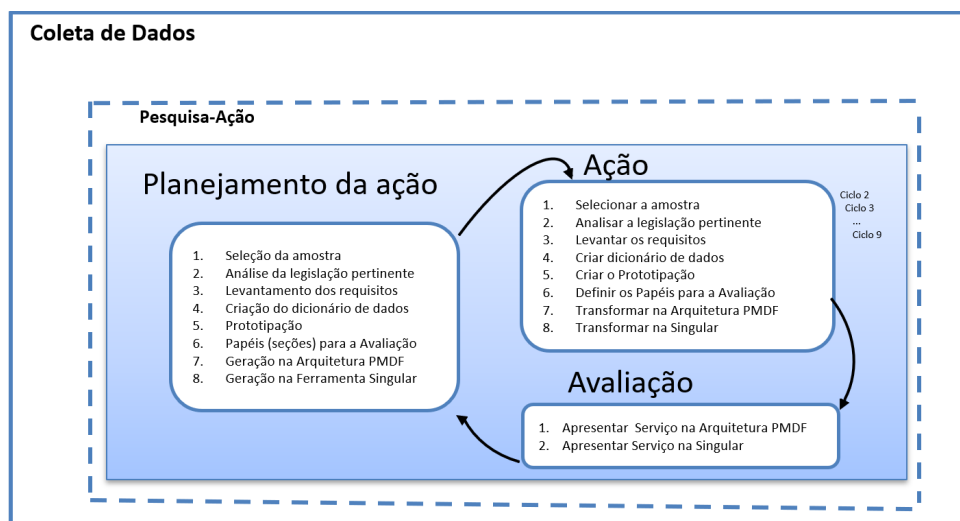 Coleta de Dados
Pesquisa-Ação
Planejamento da ação
1. Seleção da amostra
2. Análise da legislação pertinente
3. Levantamento dos requisitos
4. Criação do dicionário de dados
5. Prototipação
6. Papéis (seções) para a Avaliação
7. Geração na Arquitetura PMDF
8. Geração na Ferramenta Singular
Ação
1. Selecionar a amostra
2. Analisar a legislação pertinente
3. Levantar os requisitos
4. Criar dicionário de dados
5. Criar o Prototipação
6. Definir os Papéis para a Avaliação
7. Transformar na Arquitetura PMDF
8. Transformar na Singular
Ciclo 2
Ciclo 3
...
Ciclo 9
Avaliação
1. Apresentar Serviço na Arquitetura PMDF
2. Apresentar Serviço na Singular